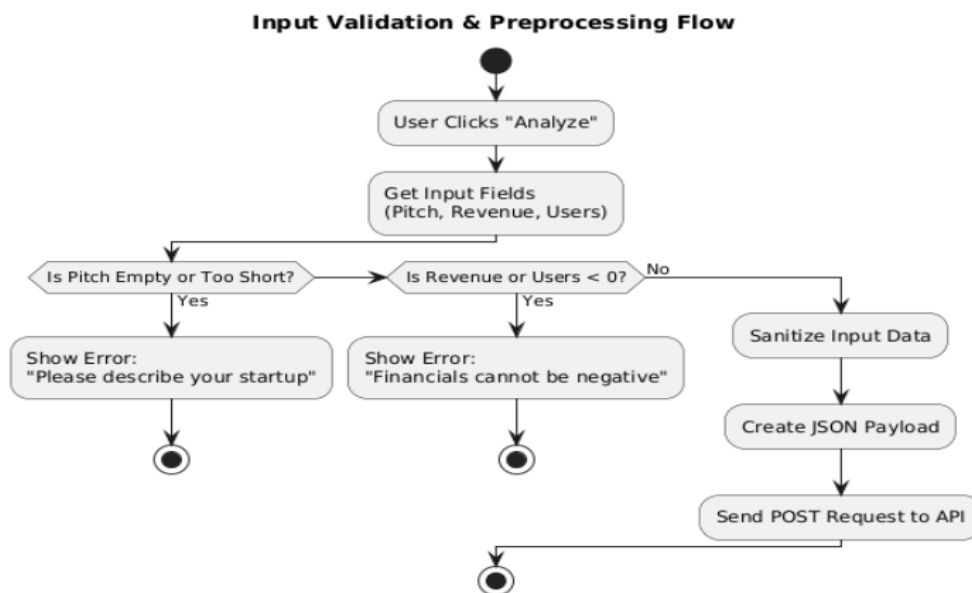 Input Validation & Preprocessing Flow
User Clicks "Analyze"
Get Input Fields
(Pitch, Revenue, Users)
Is Pitch Empty or Too Short?
Yes
Is Revenue or Users < 0?
Yes
No
Show Error:
"Please describe your startup"
Show Error:
"Financials cannot be negative"
Sanitize Input Data
Create JSON Payload
Send POST Request to API